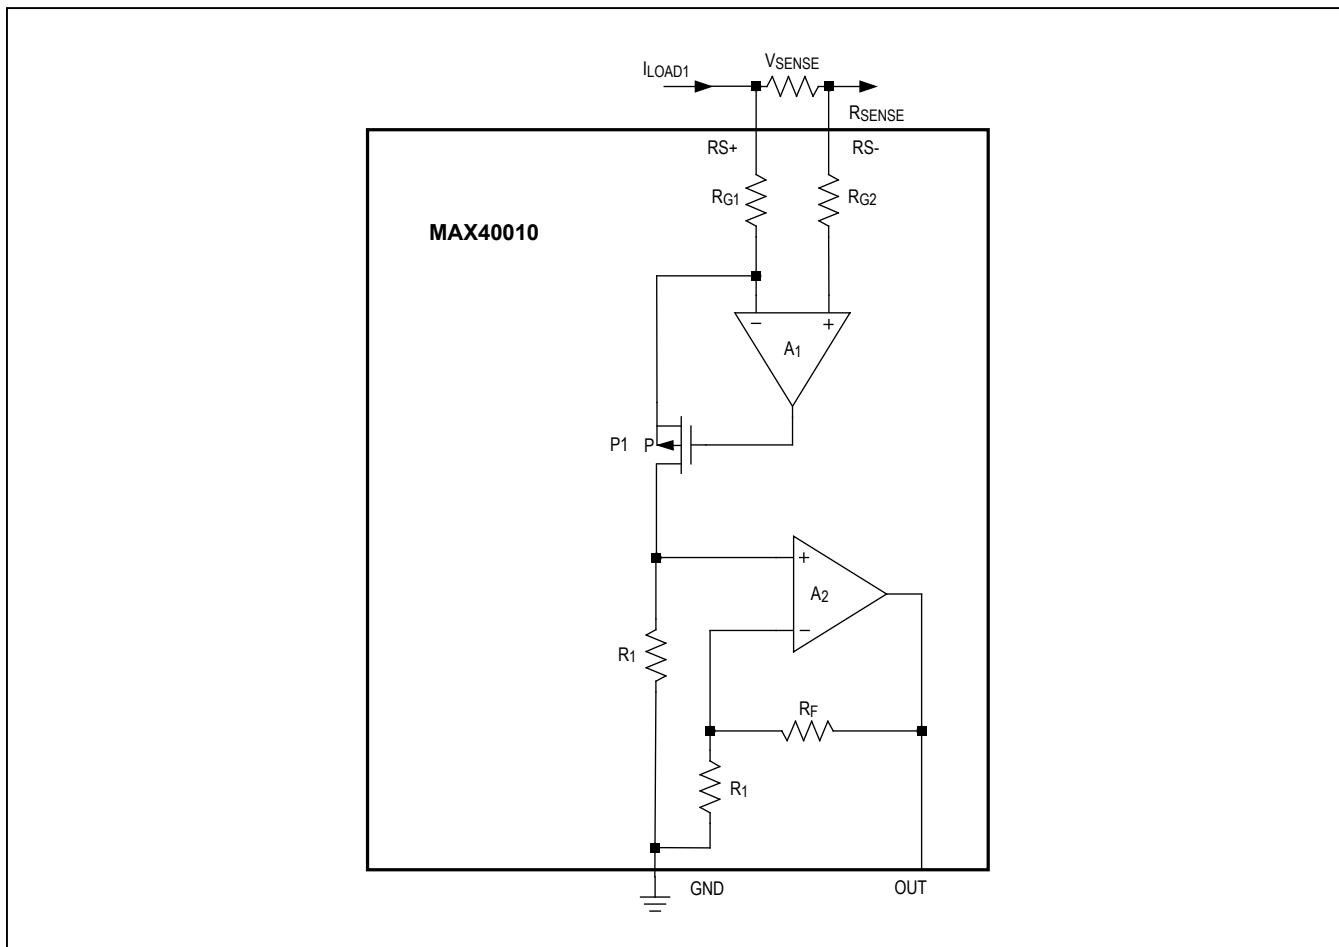 VSENSE
ILOAD1
RSENSE
RS+ RS-
RG1 RG2
MAX40010
− +
A1
P1 P
+
A2
−
R1
RF
R1
GND OUT